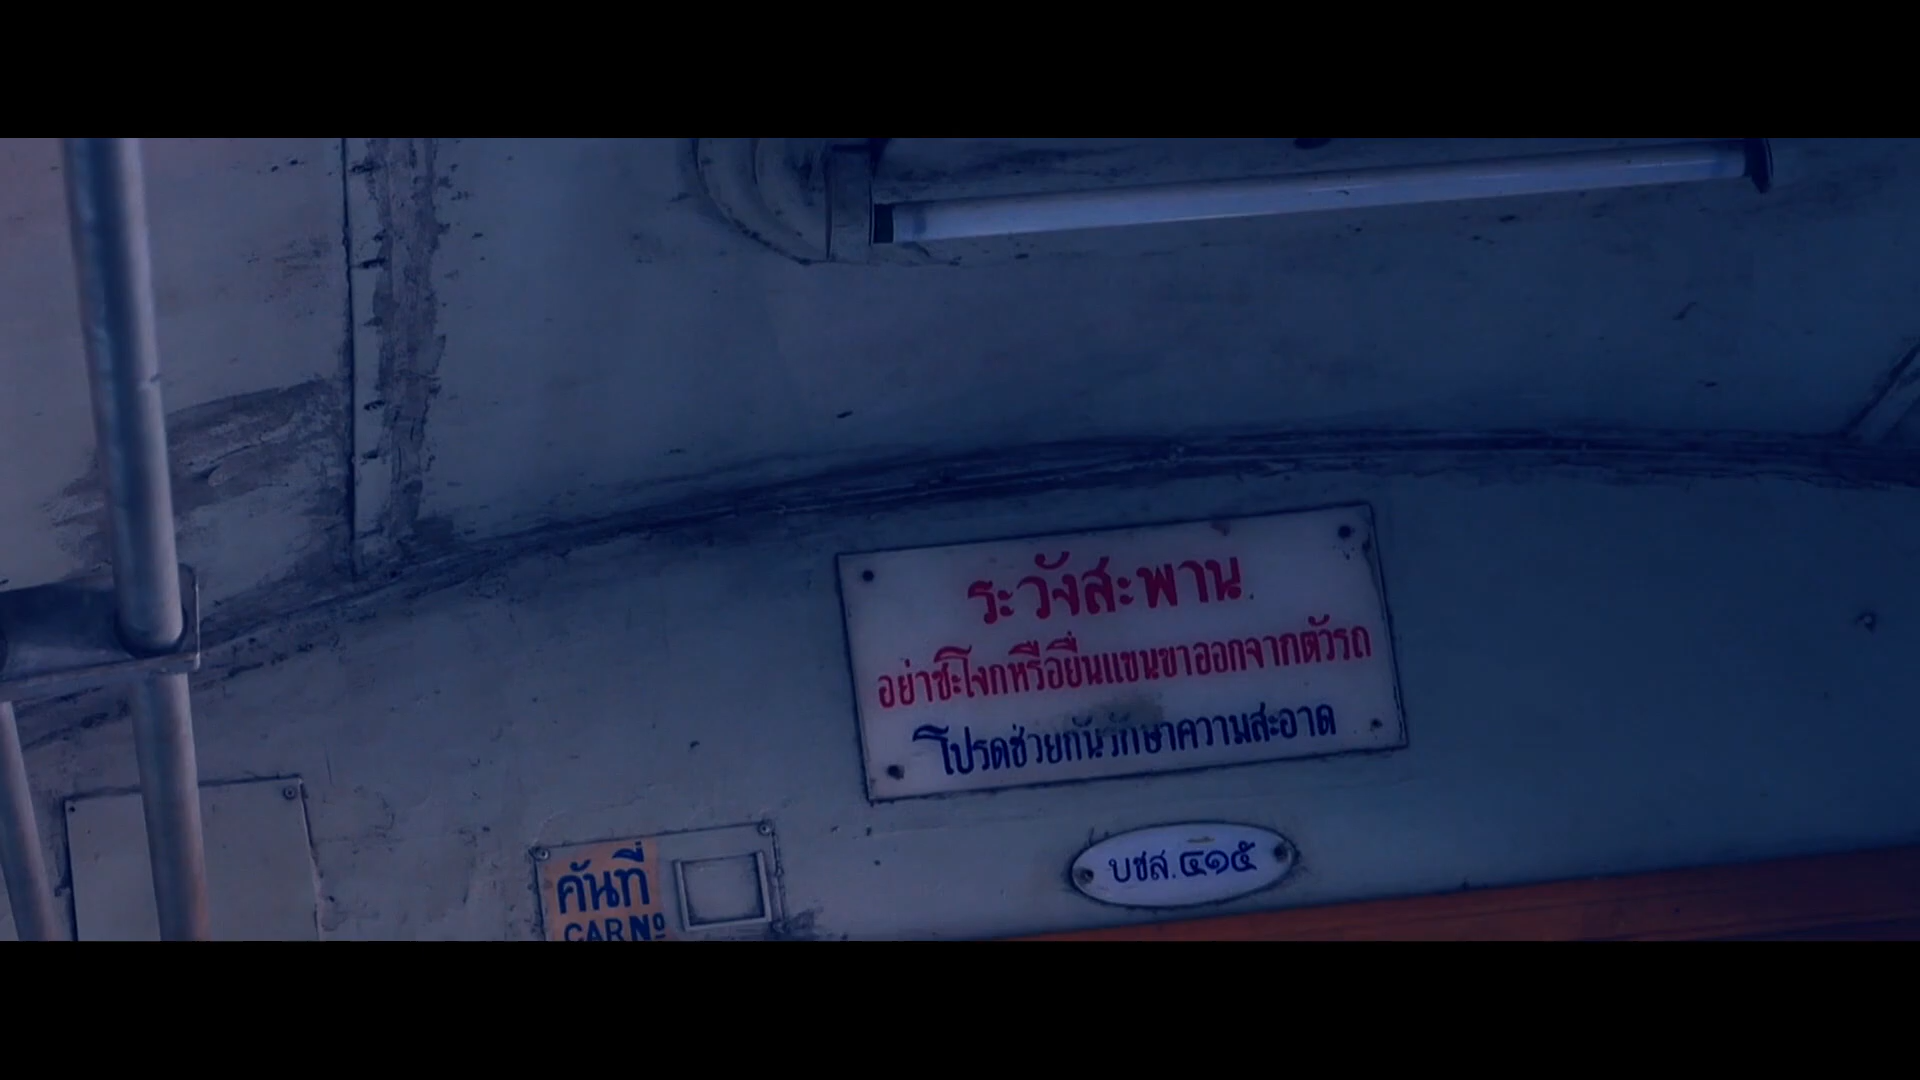 ระวังสะพาน
อย่าชะโงกหรือยื่นแขนขาออกจากตัวรถ
โปรดช่วยกันรักษาความสะอาด
บชส. ๔๑๕
คันที่
CAR Nº